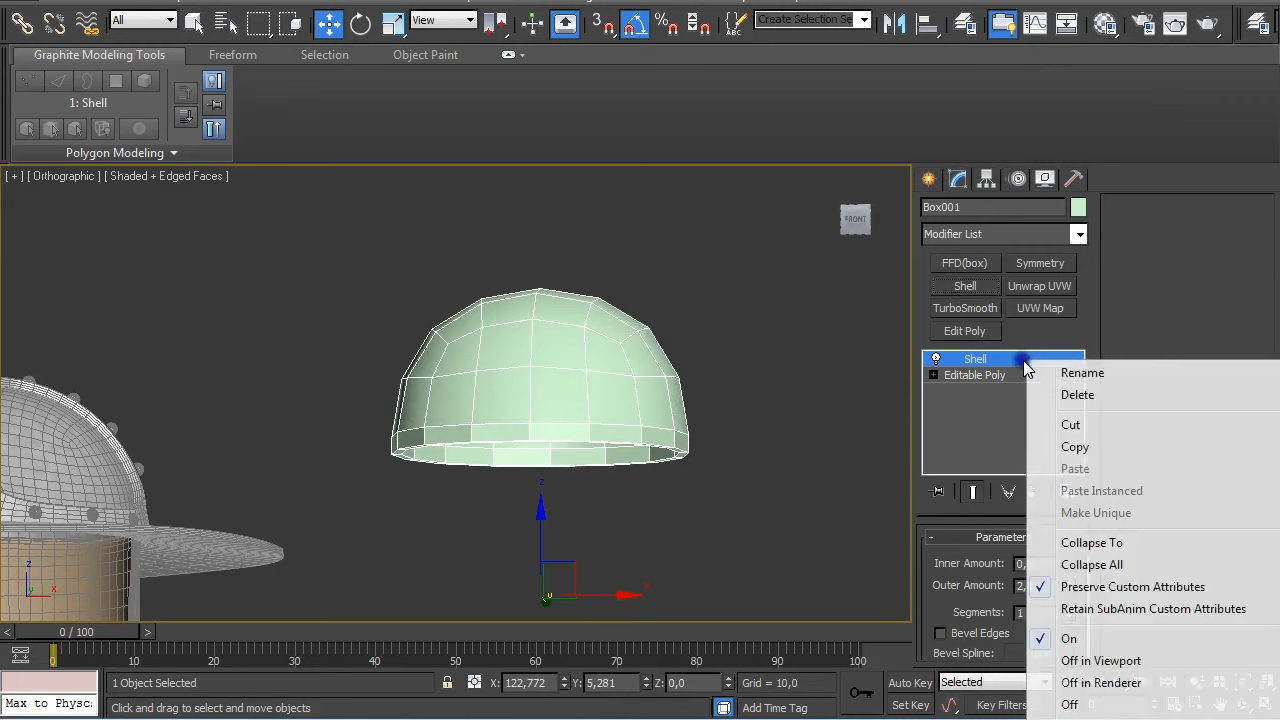 All
View
3
%
ABC
Create Selection Se
Graphite Modeling Tools
Freeform
Selection
Object Paint
1: Shell
Polygon Modeling
[ + ] [ Orthographic ] [ Shaded + Edged Faces ]
FRONT
Box001
Modifier List
FFD(box)
Symmetry
Shell
Unwrap UVW
TurboSmooth
UVW Map
Edit Poly
Shell
Editable Poly
Rename
Delete
Cut
Copy
Paste
Paste Instanced
Make Unique
Collapse To
Collapse All
Preserve Custom Attributes
Retain SubAnim Custom Attributes
On
Off in Viewport
Off in Renderer
Off
- Parameter
Inner Amount: 0,
Outer Amount: 2,
Segments: 1
Bevel Edges
Bevel Spline:
z
x
y
z
x
< 0 / 100 >
0 10 20 30 40 50 60 70 80 90 100
1 Object Selected
X: 122,772 Y: 5,281 Z: 0,0
Grid = 10,0
Auto Key
Selected
Max to Physc
Click and drag to select and move objects
Add Time Tag
Set Key
Key Filters